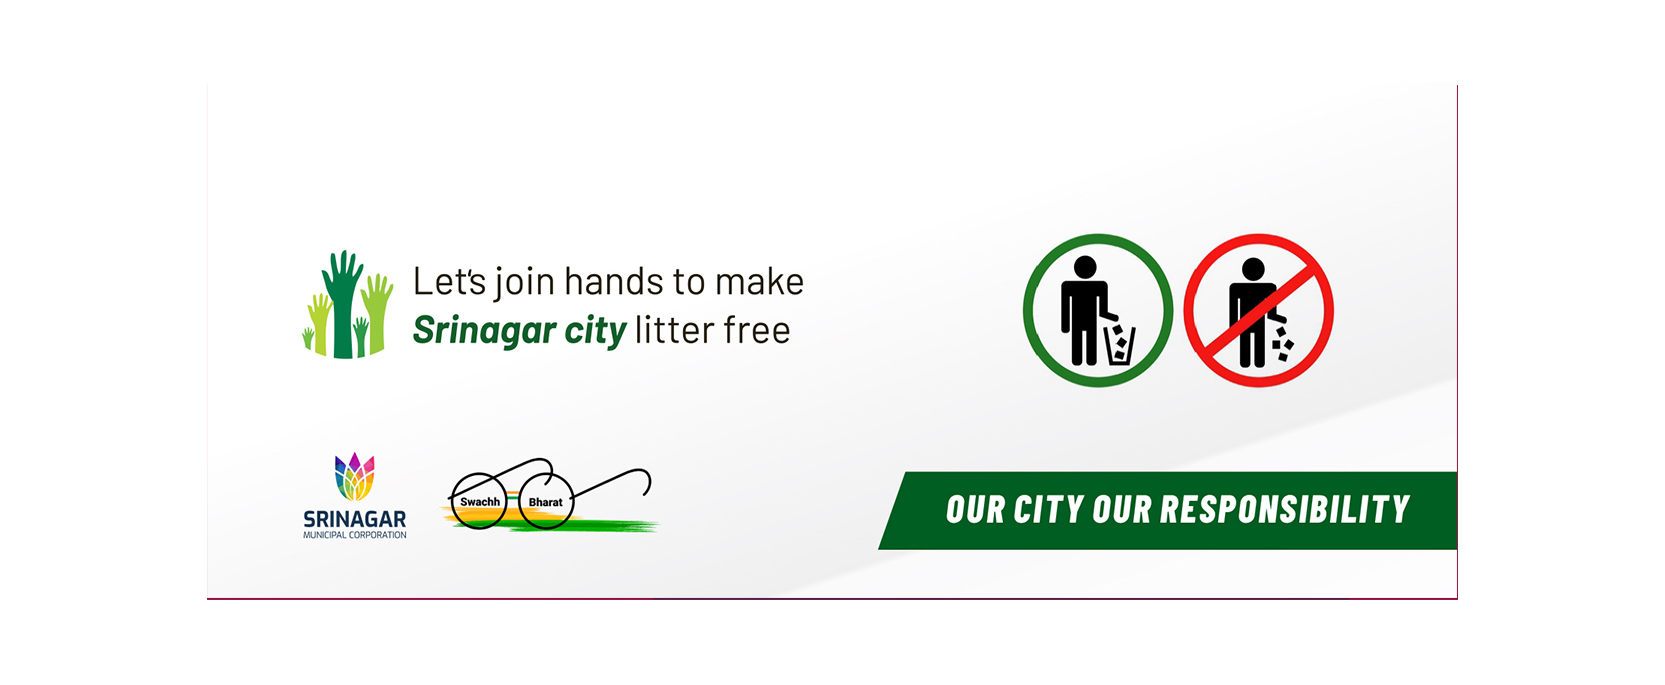 Let's join hands to make
Srinagar city litter free
SRINAGAR
MUNICIPAL CORPORATION
Swachh Bharat
OUR CITY OUR RESPONSIBILITY